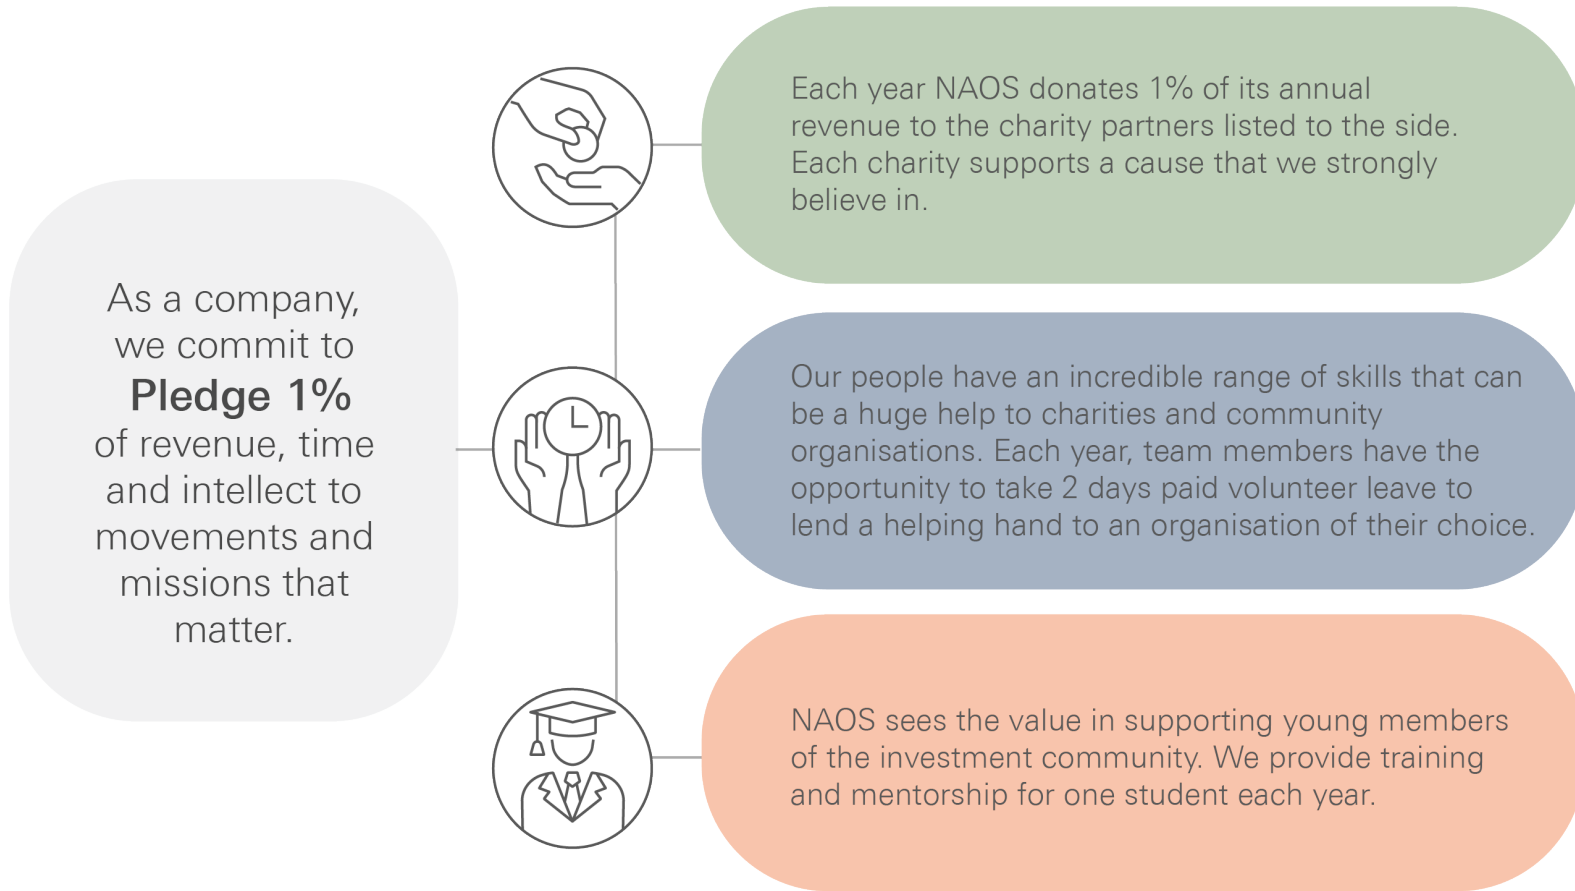 As a company,
we commit to
Pledge 1%
of revenue, time
and intellect to
movements and
missions that
matter.
Each year NAOS donates 1% of its annual
revenue to the charity partners listed to the side.
Each charity supports a cause that we strongly
believe in.
Our people have an incredible range of skills that can
be a huge help to charities and community
organisations. Each year, team members have the
opportunity to take 2 days paid volunteer leave to
lend a helping hand to an organisation of their choice.
NAOS sees the value in supporting young members
of the investment community. We provide training
and mentorship for one student each year.